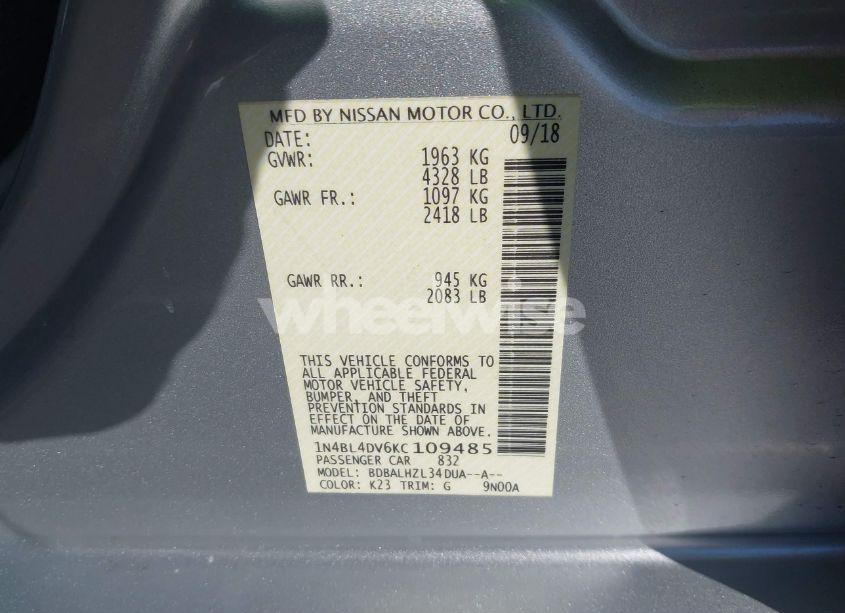 MFD BY NISSAN MOTOR CO., LTD.
DATE: 09/18
GVWR: 1963 KG
4328 LB
GAWR FR.: 1097 KG
2418 LB
GAWR RR.: 945 KG
2083 LB
wheelwise
THIS VEHICLE CONFORMS TO
ALL APPLICABLE FEDERAL
MOTOR VEHICLE SAFETY,
BUMPER, AND THEFT
PREVENTION STANDARDS IN
EFFECT ON THE DATE OF
MANUFACTURE SHOWN ABOVE.
1N4BL4DV6KC109485
PASSENGER CAR 832
MODEL: BDBALHZL34DUA--A--
COLOR: K23 TRIM: G 9N00A